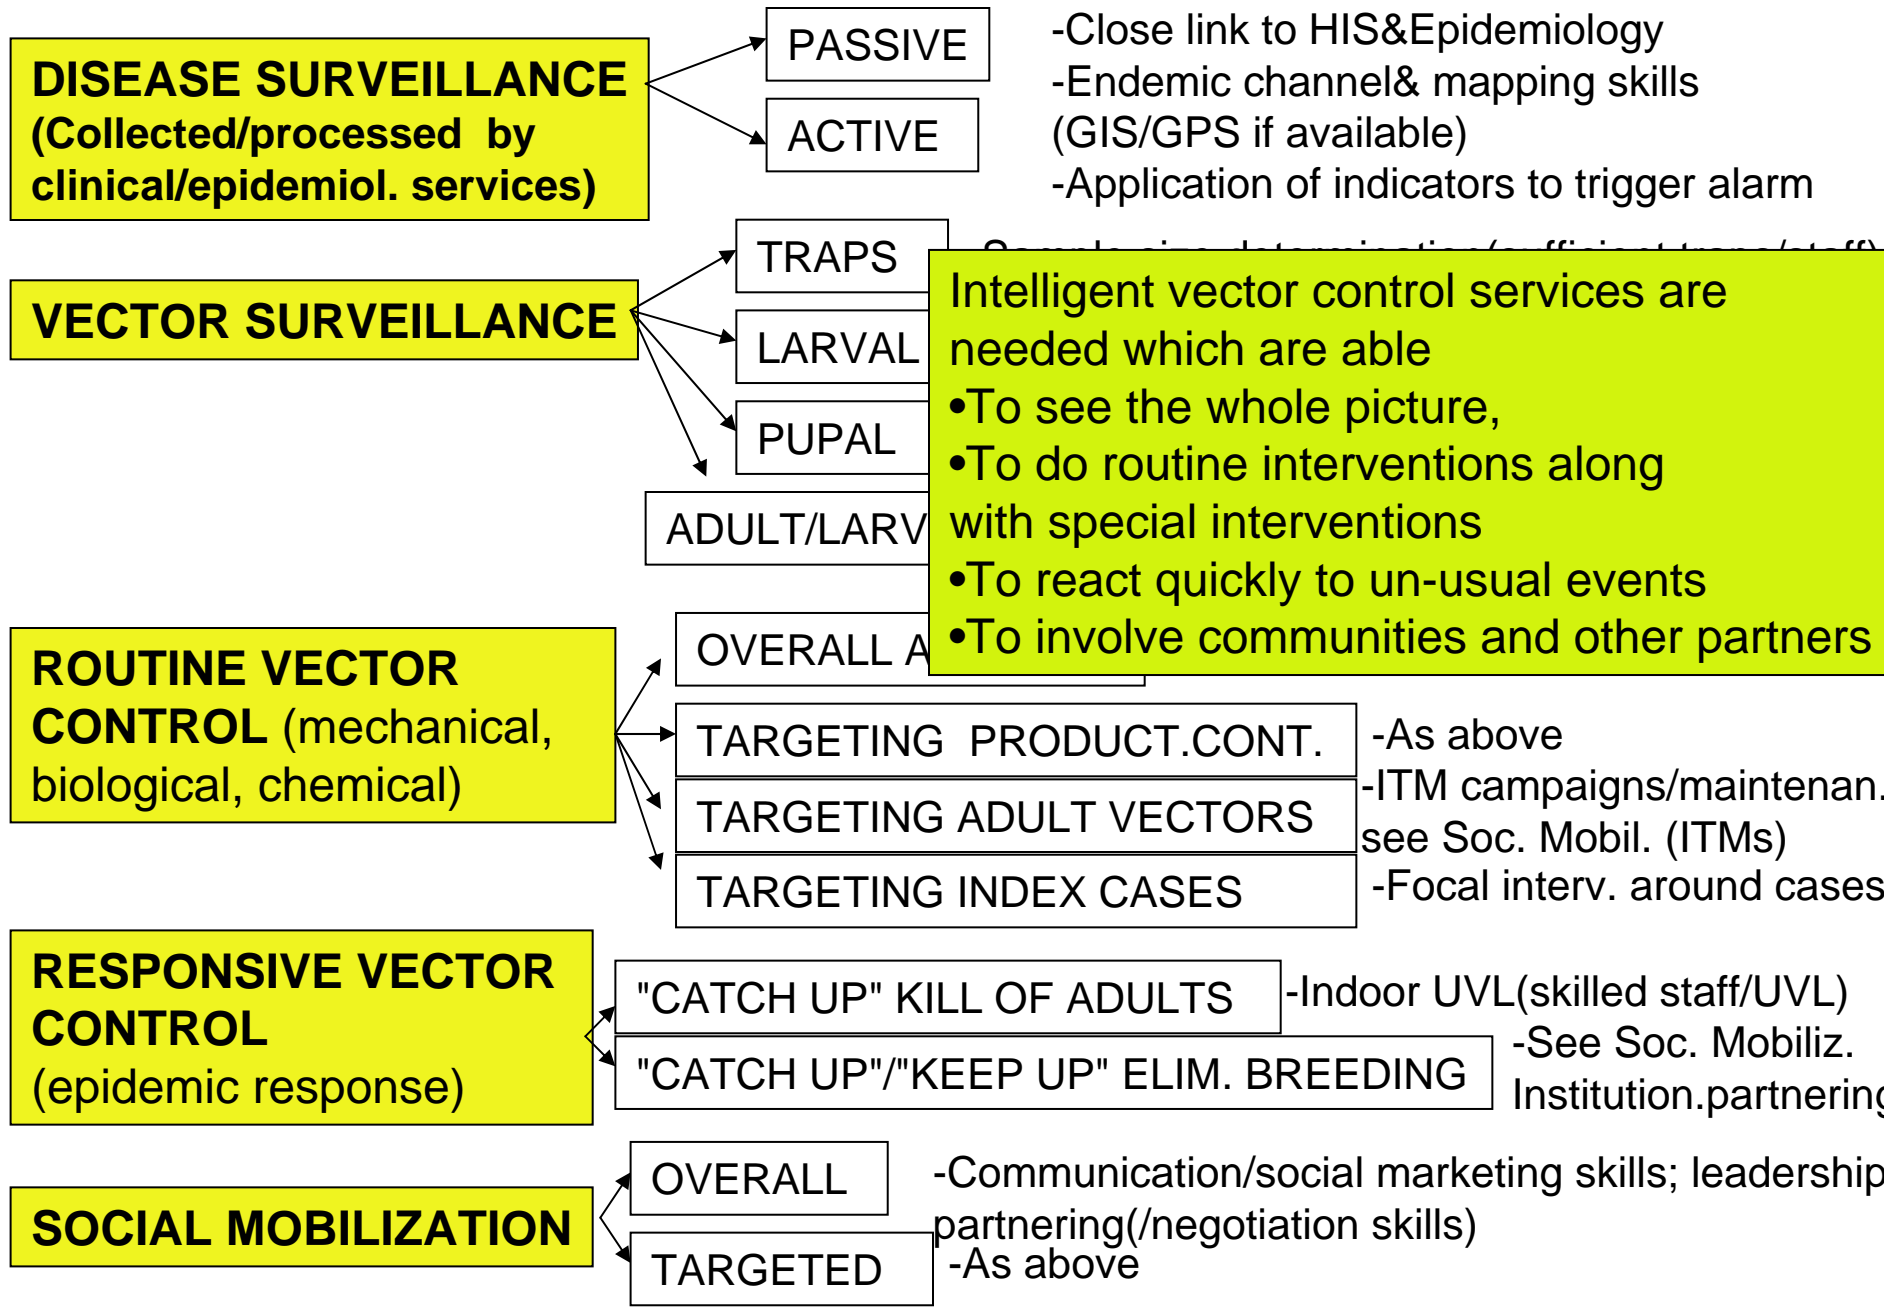 DISEASE SURVEILLANCE
(Collected/processed by
clinical/epidemiol. services)
PASSIVE
ACTIVE
-Close link to HIS&Epidemiology
-Endemic channel& mapping skills
(GIS/GPS if available)
-Application of indicators to trigger alarm
VECTOR SURVEILLANCE
TRAPS
LARVAL
PUPAL
ADULT/LARV
Intelligent vector control services are
needed which are able
•To see the whole picture,
•To do routine interventions along
with special interventions
•To react quickly to un-usual events
•To involve communities and other partners
ROUTINE VECTOR
CONTROL (mechanical,
biological, chemical)
OVERALL A
TARGETING PRODUCT.CONT.
-As above
TARGETING ADULT VECTORS
-ITM campaigns/maintenan.
see Soc. Mobil. (ITMs)
TARGETING INDEX CASES
-Focal interv. around cases
RESPONSIVE VECTOR
CONTROL
(epidemic response)
"CATCH UP" KILL OF ADULTS
-Indoor UVL(skilled staff/UVL)
"CATCH UP"/"KEEP UP" ELIM. BREEDING
-See Soc. Mobiliz.
Institution.partnering
SOCIAL MOBILIZATION
OVERALL
-Communication/social marketing skills; leadership
partnering(/negotiation skills)
TARGETED
-As above